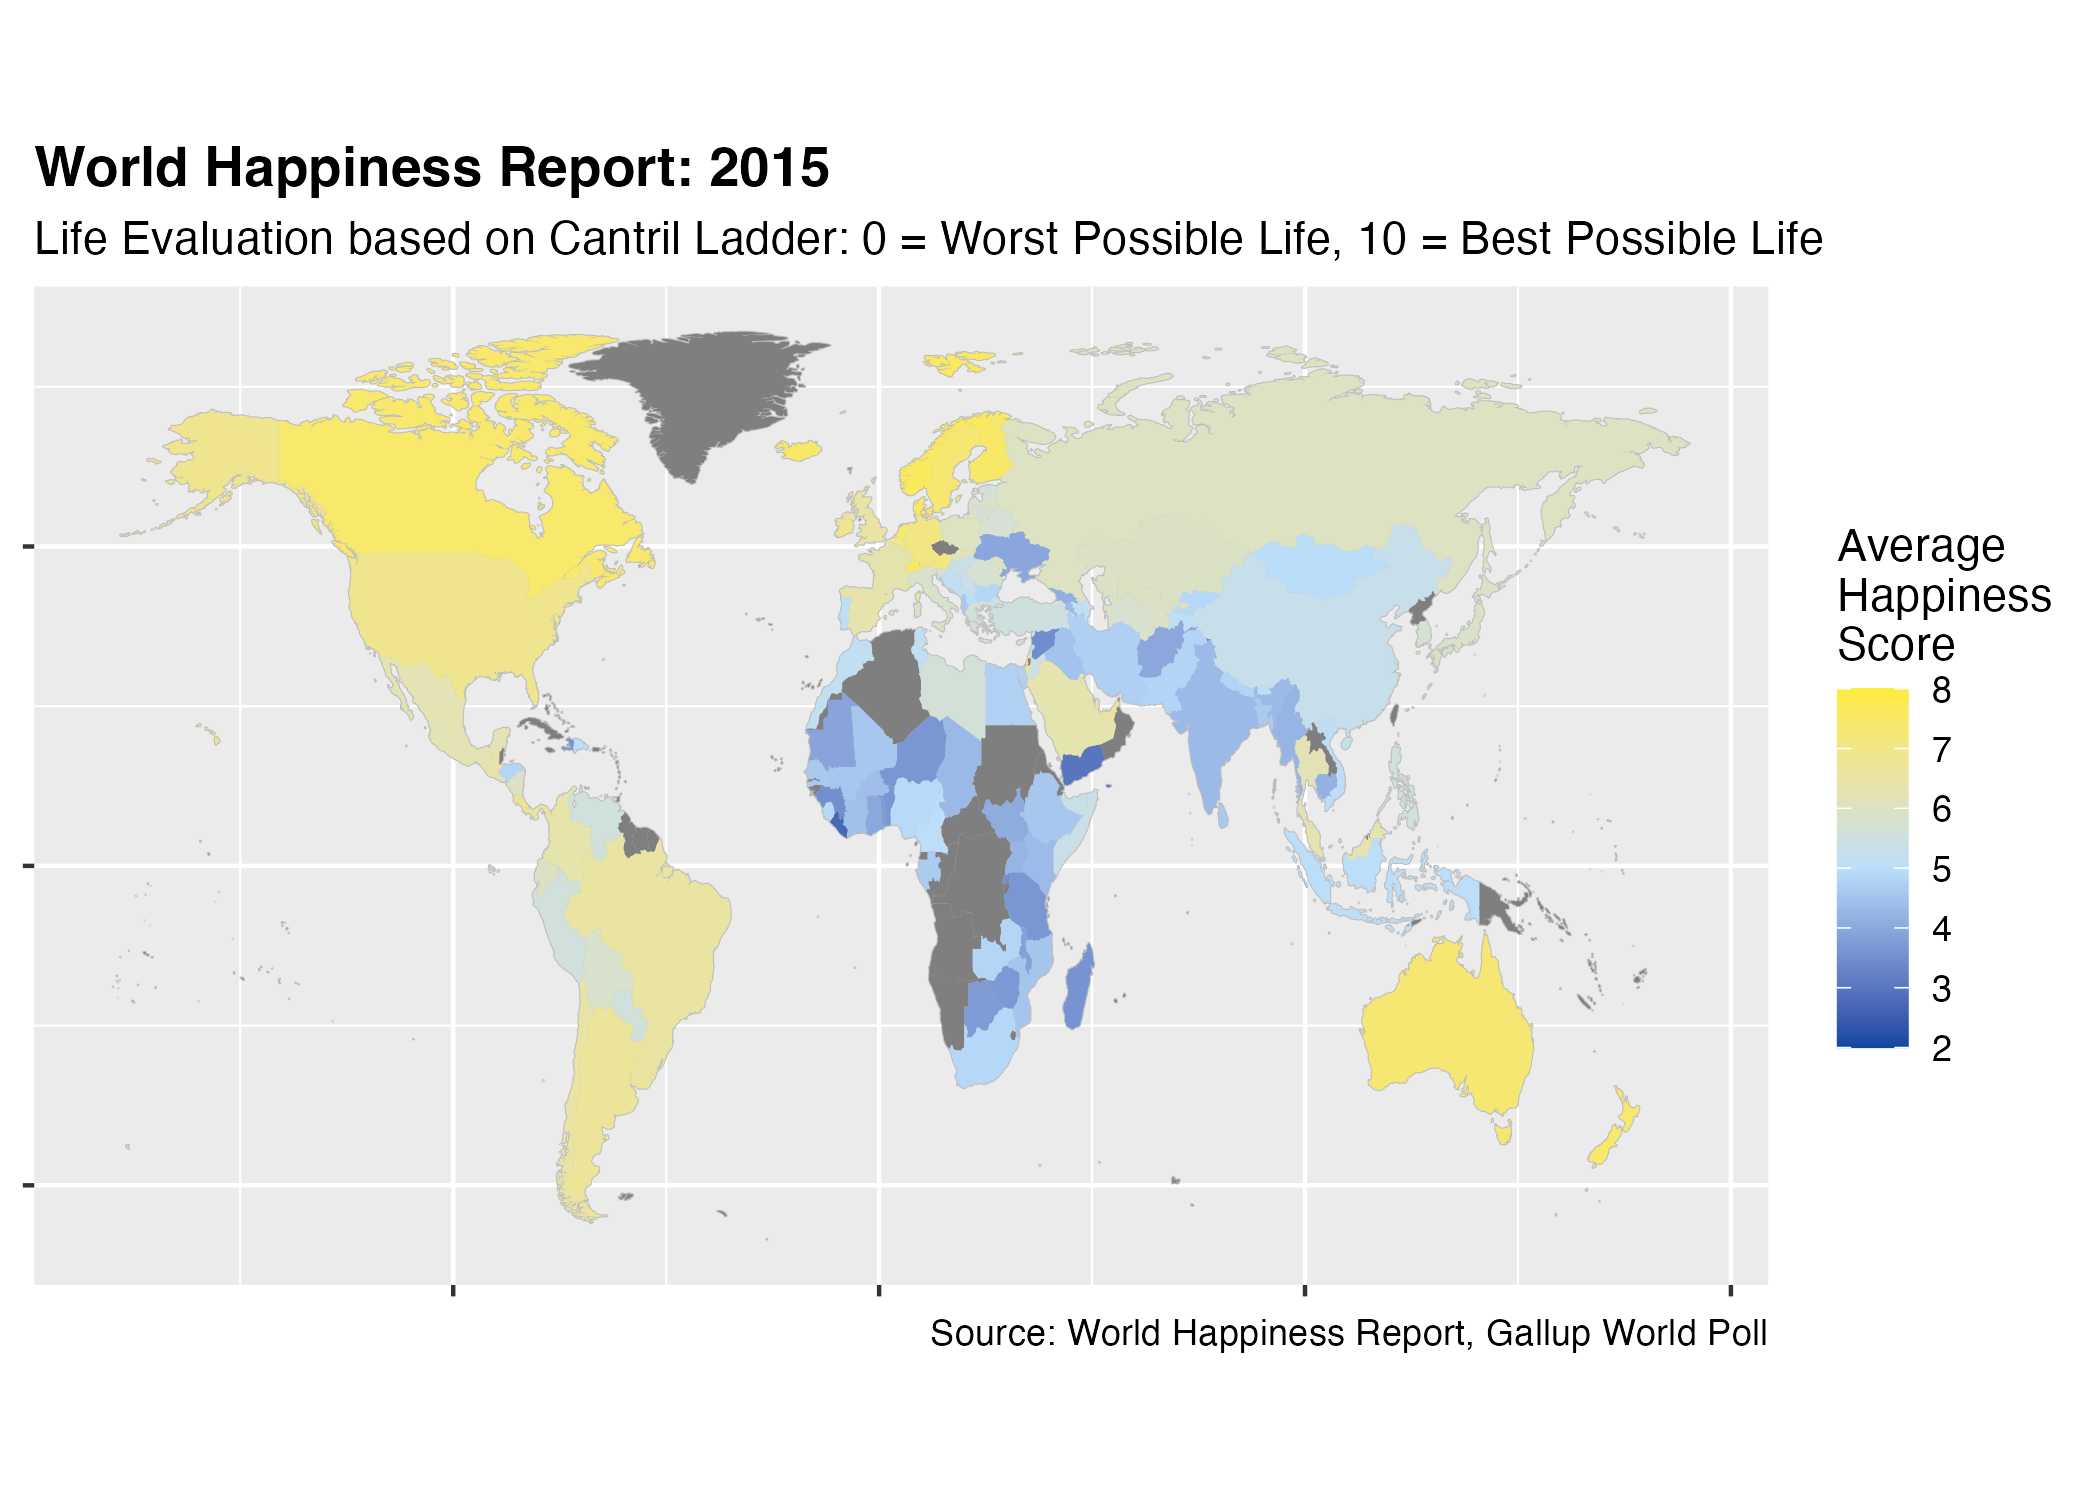 World Happiness Report: 2015
Life Evaluation based on Cantril Ladder: 0 = Worst Possible Life, 10 = Best Possible Life
Average
Happiness
Score
8
7
6
5
4
3
2
Source: World Happiness Report, Gallup World Poll